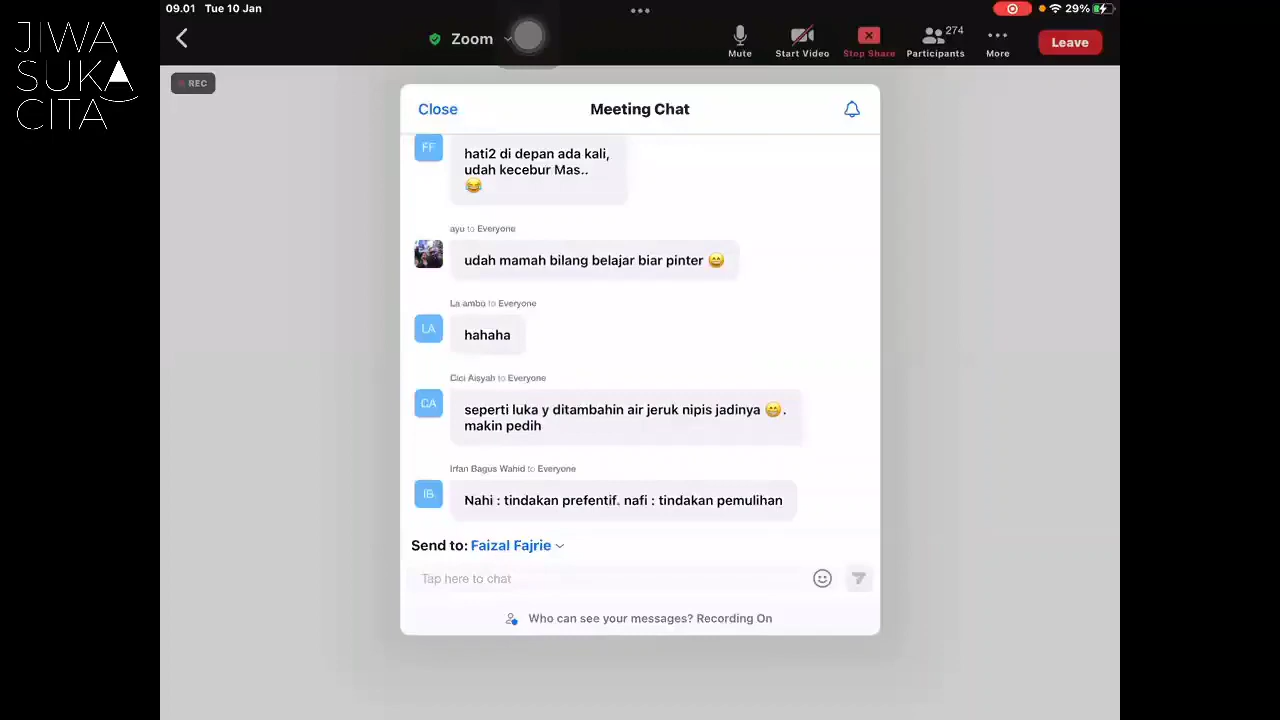 09.01 Tue 10 Jan
29%
JIWA
SUKA
CITA
Zoom
Mute
Start Video
Stop Share
Participants
274
More
Leave
REC
Close
Meeting Chat
FF
hati2 di depan ada kali,
udah kecebur Mas..
😂
ayu to Everyone
udah mamah bilang belajar biar pinter 😄
La ambu to Everyone
LA
hahaha
Cici Aisyah to Everyone
CA
seperti luka y ditambahin air jeruk nipis jadinya 😁.
makin pedih
Irfan Bagus Wahid to Everyone
IB
Nahi : tindakan prefentif. nafi : tindakan pemulihan
Send to: Faizal Fajrie
Tap here to chat
Who can see your messages? Recording On